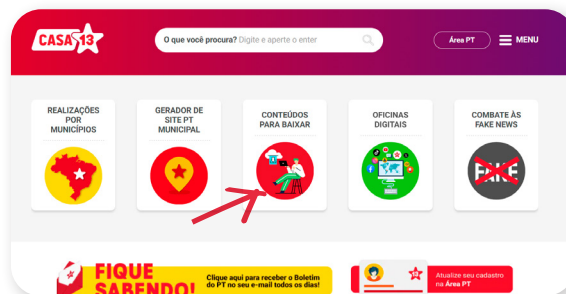 CASA 13
O que você procura? Digite e aperte o enter
Área PT
MENU
REALIZAÇÕES
POR
MUNICÍPIOS
GERADOR DE
SITE PT
MUNICIPAL
CONTEÚDOS
PARA BAIXAR
OFICINAS
DIGITAIS
COMBATE ÀS
FAKE NEWS
FAKE
FIQUE
SABENDO!
Clique aqui para receber o Boletim
do PT no seu e-mail todos os dias!
Atualize seu cadastro
na Área PT